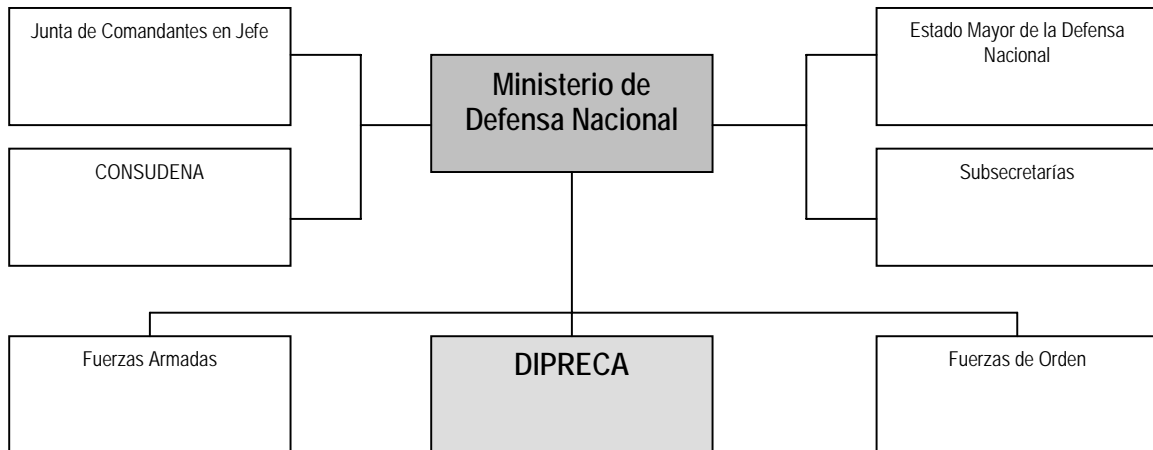 Junta de Comandantes en Jefe
Estado Mayor de la Defensa
Nacional
Ministerio de
Defensa Nacional
CONSUDENA
Subsecretarías
Fuerzas Armadas
DIPRECA
Fuerzas de Orden